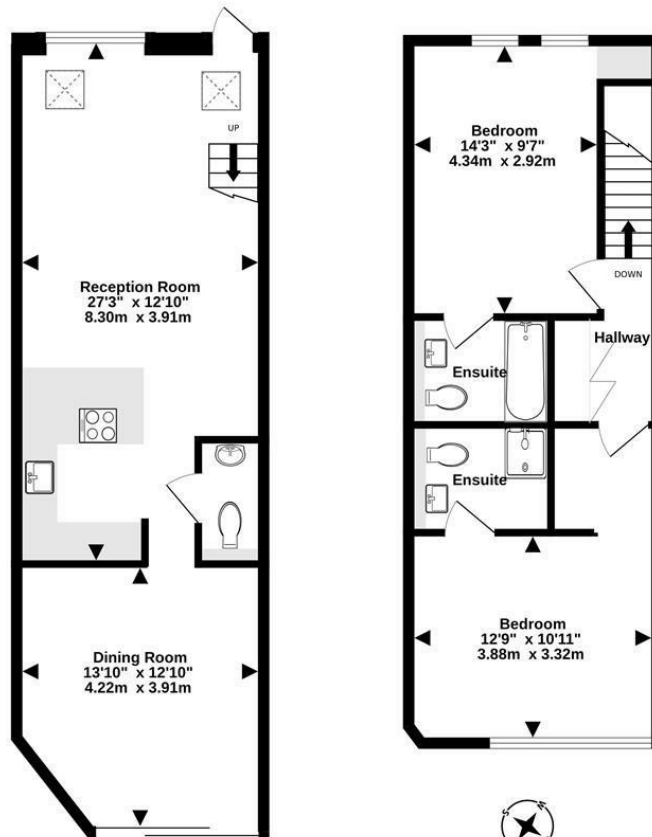 UP
Reception Room
27'3" x 12'10"
8.30m x 3.91m
Dining Room
13'10" x 12'10"
4.22m x 3.91m
Bedroom
14'3" x 9'7"
4.34m x 2.92m
DOWN
Hallway
Ensuite
Ensuite
Bedroom
12'9" x 10'11"
3.88m x 3.32m
S